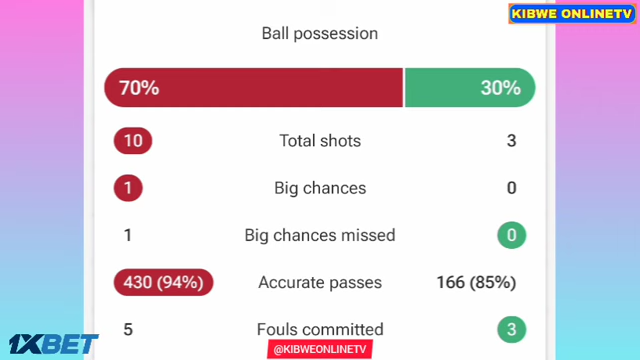 KIBWE ONLINETV
Ball possession
70% 30%
10 Total shots 3
1 Big chances 0
1 Big chances missed 0
430 (94%) Accurate passes 166 (85%)
5 Fouls committed 3
1XBET
@KIBWEONLINETV